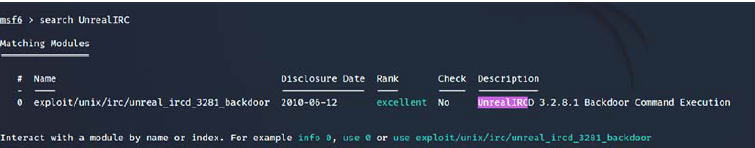 msf6 > search UnrealIRC
Matching Modules
================
# Name Disclosure Date Rank Check Description
- ---- --------------- ---- ----- -----------
0 exploit/unix/irc/unreal_ircd_3281_backdoor 2010-06-12 excellent No UnrealIRCD 3.2.8.1 Backdoor Command Execution
Interact with a module by name or index. For example info 0, use 0 or use exploit/unix/irc/unreal_ircd_3281_backdoor